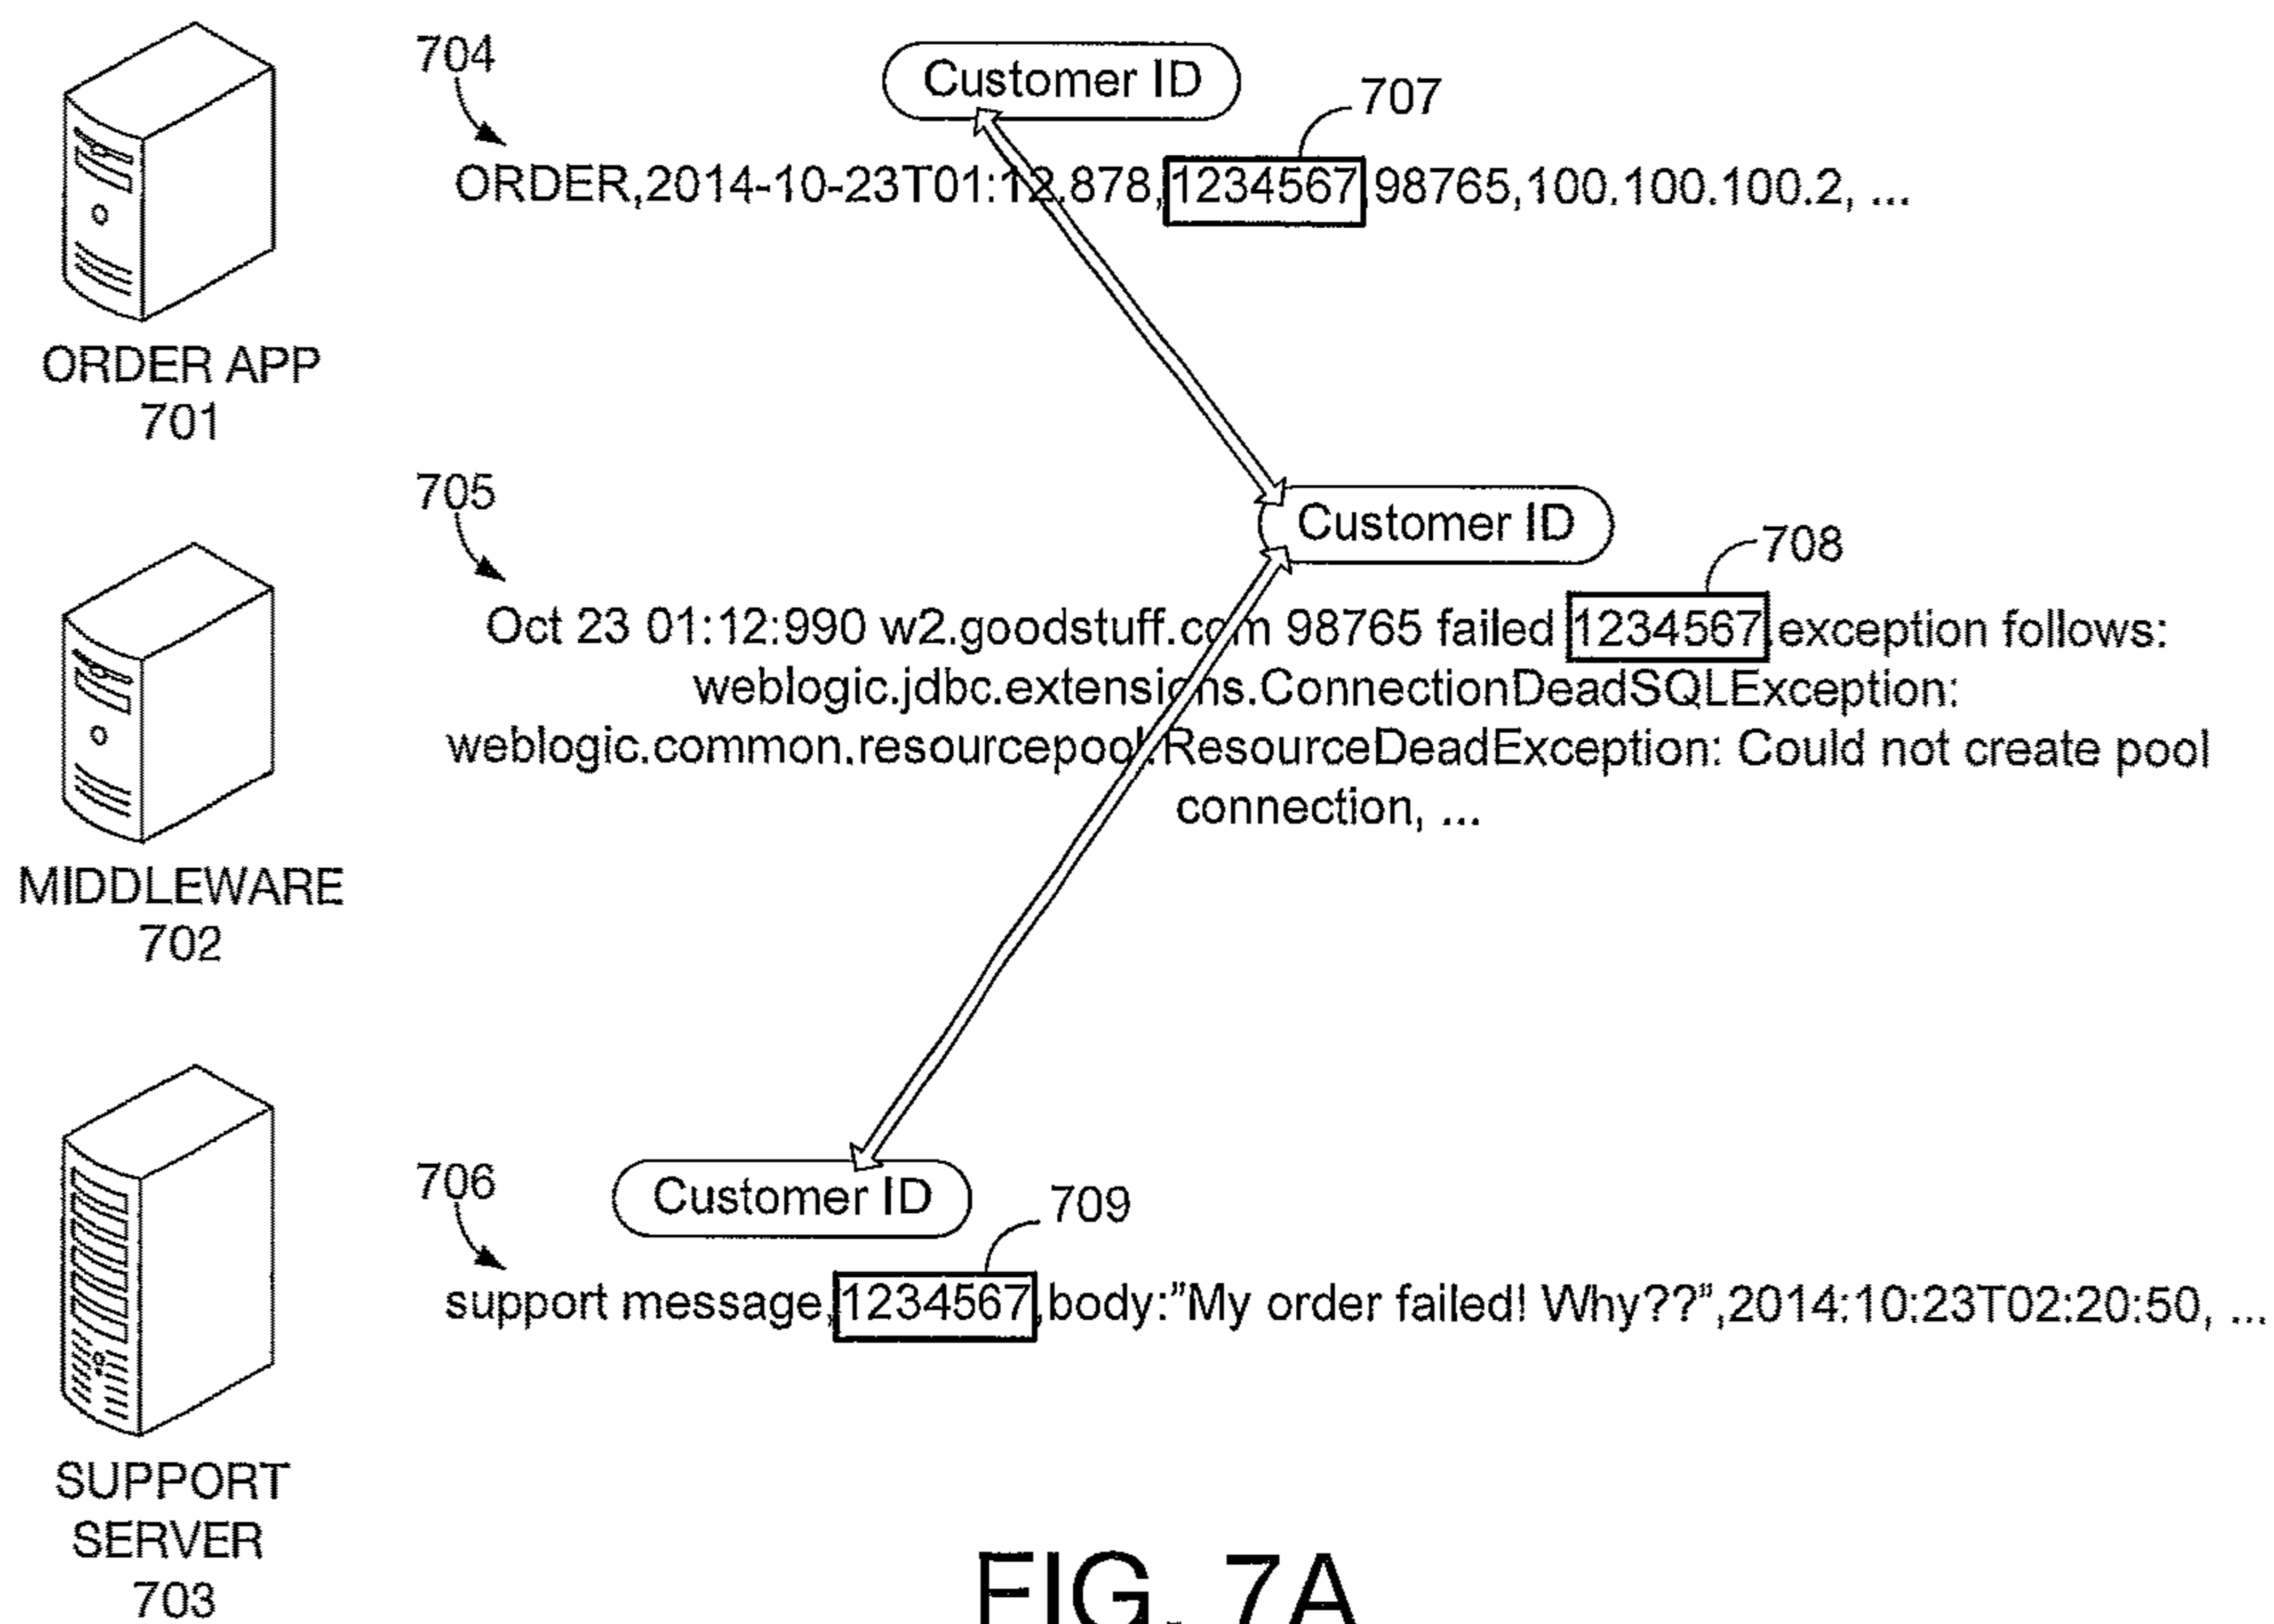 704
Customer ID
707
ORDER,2014-10-23T01:12.878,1234567,98765,100.100.100.2, ...
ORDER APP
701
705
Customer ID
708
Oct 23 01:12:990 w2.goodstuff.com 98765 failed 1234567,exception follows:
weblogic.jdbc.extensions.ConnectionDeadSQLException:
weblogic.common.resourcepool.ResourceDeadException: Could not create pool
connection, ...
MIDDLEWARE
702
706
Customer ID
709
support message,1234567,body:"My order failed! Why??",2014:10:23T02:20:50, ...
SUPPORT
SERVER
703
FIG. 7A